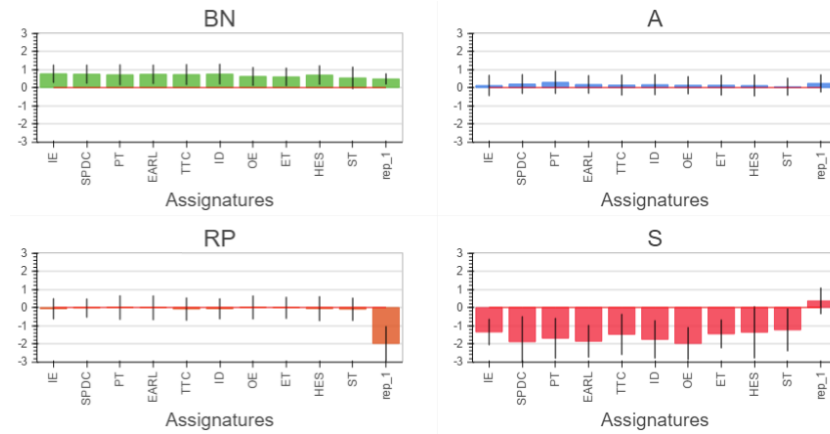 BN
3
2
1
0
-1
-2
-3
IE
SPDC
PT
EARL
TTC
ID
OE
ET
HES
ST
rep_1
Assignatures
A
3
2
1
0
-1
-2
-3
IE
SPDC
PT
EARL
TTC
ID
OE
ET
HES
ST
rep_1
Assignatures
RP
3
2
1
0
-1
-2
-3
IE
SPDC
PT
EARL
TTC
ID
OE
ET
HES
ST
rep_1
Assignatures
S
3
2
1
0
-1
-2
-3
IE
SPDC
PT
EARL
TTC
ID
OE
ET
HES
ST
rep_1
Assignatures